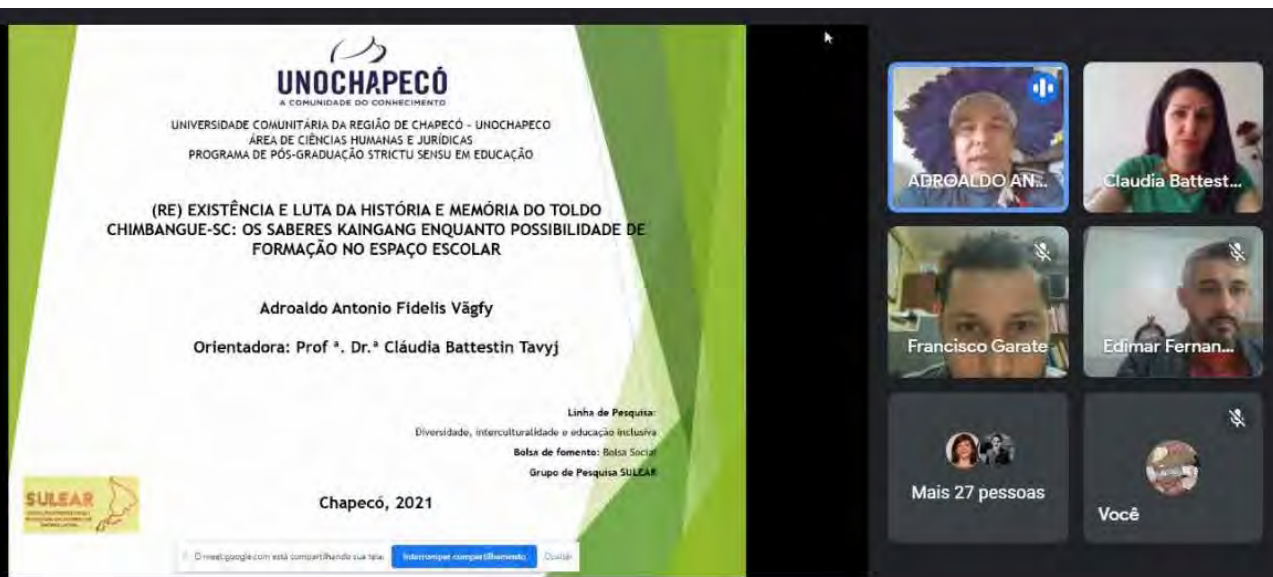 UNOCHAPECÓ
A COMUNIDADE DO CONHECIMENTO
UNIVERSIDADE COMUNITÁRIA DA REGIÃO DE CHAPECÓ - UNOCHAPECO
ÁREA DE CIÊNCIAS HUMANAS E JURÍDICAS
PROGRAMA DE PÓS-GRADUAÇÃO STRICTU SENSU EM EDUCAÇÃO
(RE) EXISTÊNCIA E LUTA DA HISTÓRIA E MEMÓRIA DO TOLDO
CHIMBANGUE-SC: OS SABERES KAINGANG ENQUANTO POSSIBILIDADE DE
FORMAÇÃO NO ESPAÇO ESCOLAR
Adroaldo Antonio Fidelis Vãgfy
Orientadora: Prof ª. Dr.ª Cláudia Battestin Tavyj
Linha de Pesquisa:
Diversidade, interculturalidade e educação inclusiva
Bolsa de fomento: Bolsa Social
Grupo de Pesquisa SULEAR
SULEAR
Chapecó, 2021
O meet.google.com está compartilhando sua tela. Interromper compartilhamento Ocultar
ADROALDO AN...
Claudia Battest...
Francisco Garate
Edimar Fernan...
Mais 27 pessoas
Você